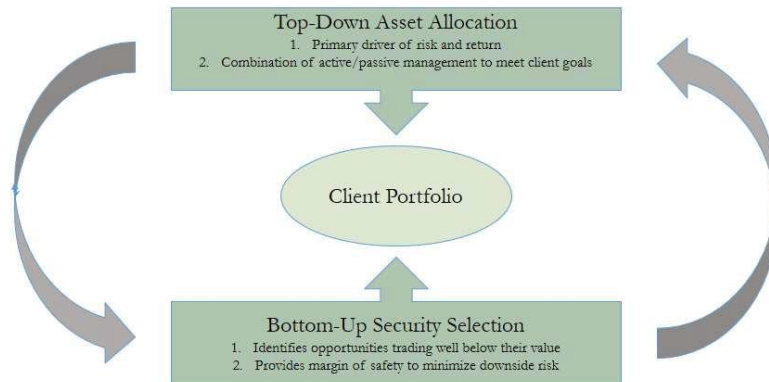 Top-Down Asset Allocation
1. Primary driver of risk and return
2. Combination of active/passive management to meet client goals
Client Portfolio
Bottom-Up Security Selection
1. Identifies opportunities trading well below their value
2. Provides margin of safety to minimize downside risk